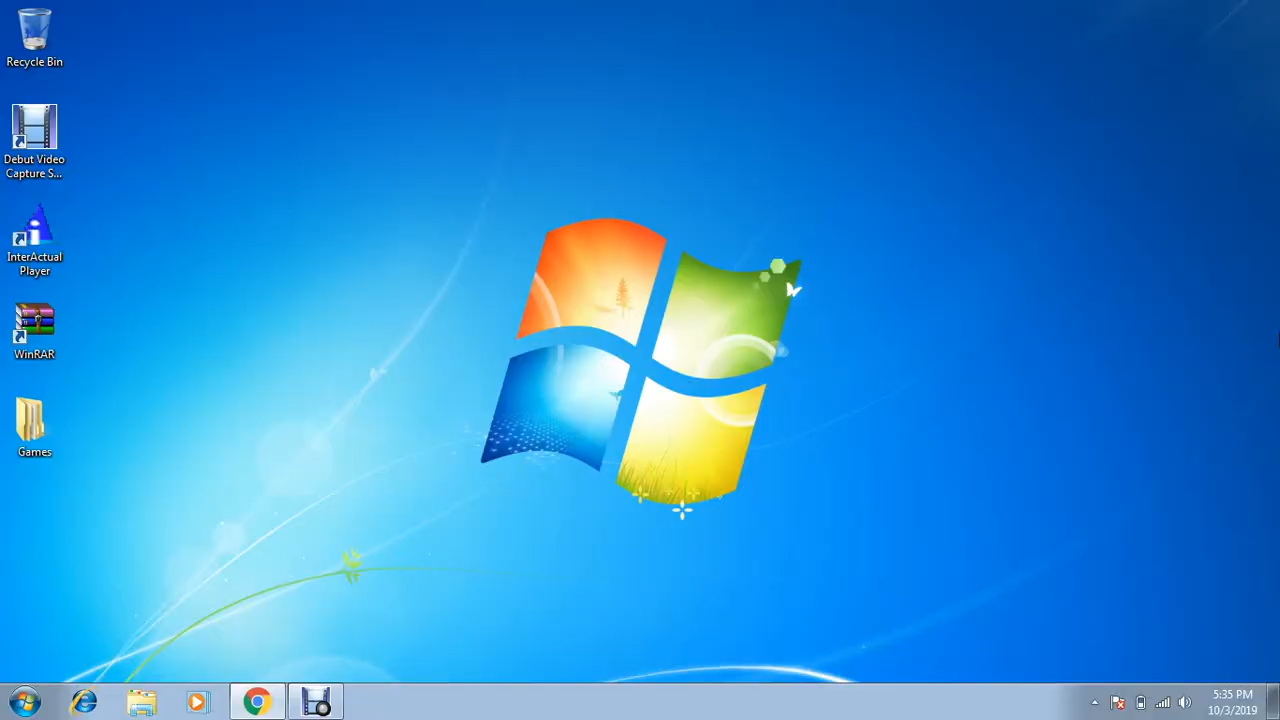 Recycle Bin
Debut Video
Capture S...
InterActual
Player
WinRAR
Games
5:35 PM
10/3/2019